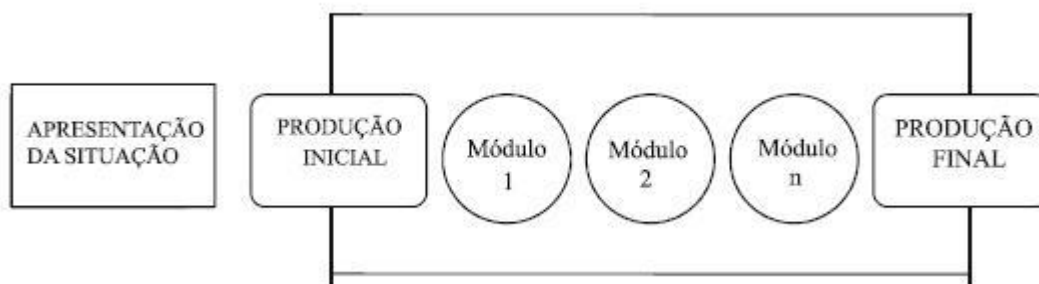 APRESENTAÇÃO
DA SITUAÇÃO
PRODUÇÃO
INICIAL
Módulo
1
Módulo
2
Módulo
n
PRODUÇÃO
FINAL